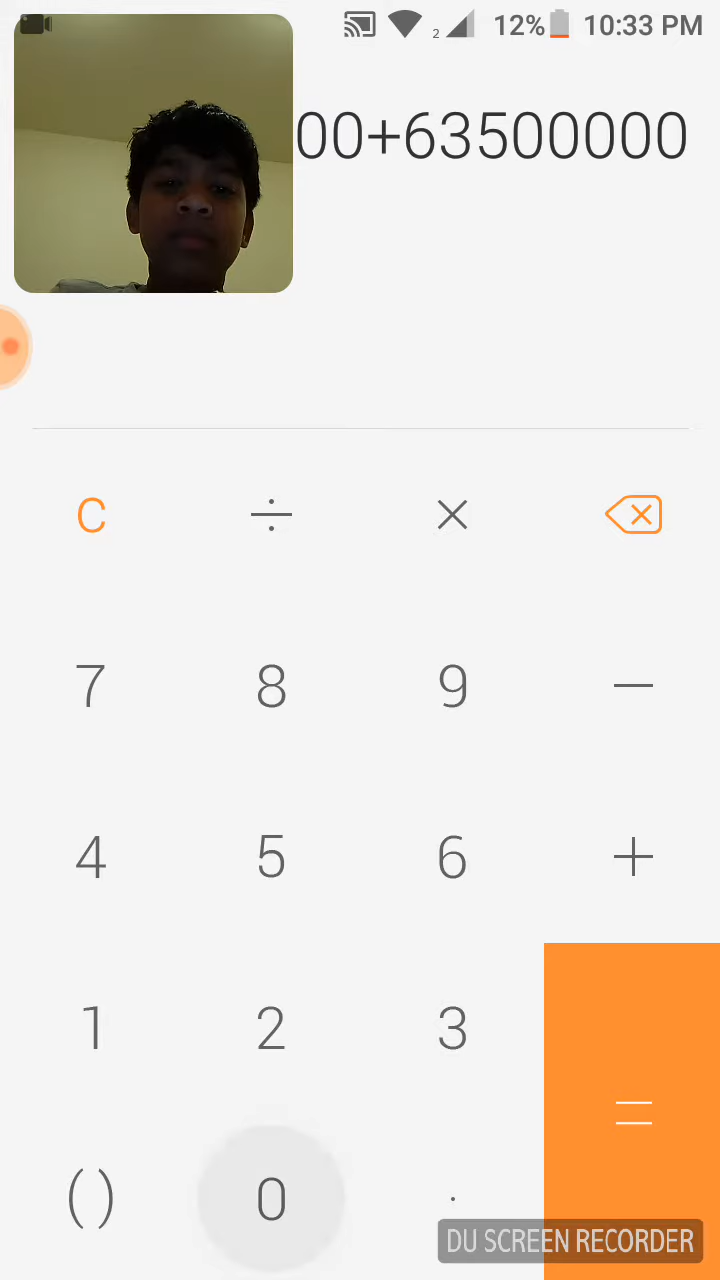 2 12% 10:33 PM
00+63500000
C ÷ ×
7 8 9 −
4 5 6 +
1 2 3
=
( ) 0 .
DU SCREEN RECORDER